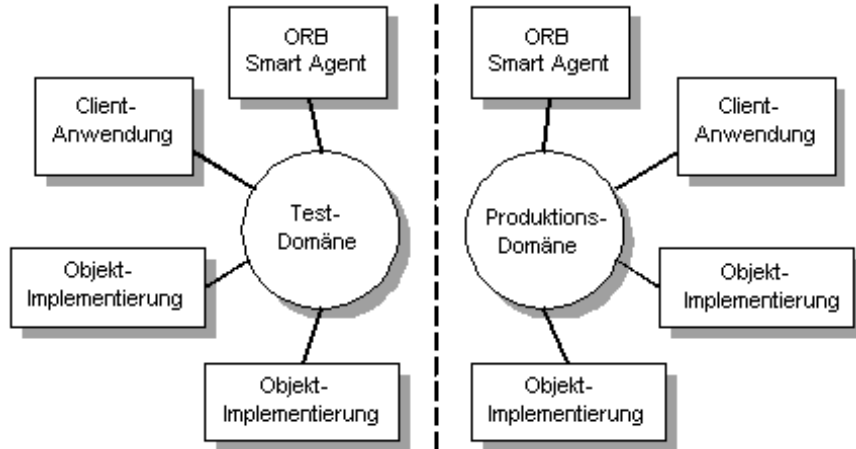 ORB
Smart Agent
Client-
Anwendung
Test-
Domäne
Objekt-
Implementierung
Objekt-
Implementierung
ORB
Smart Agent
Client-
Anwendung
Produktions-
Domäne
Objekt-
Implementierung
Objekt-
Implementierung